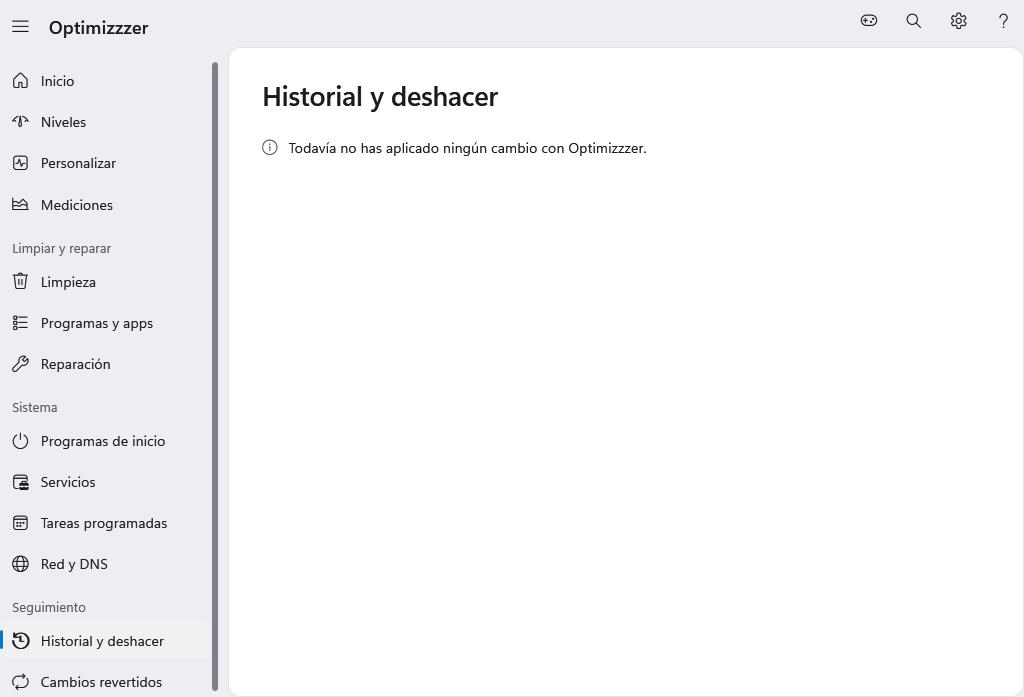 Optimizzzer
Inicio
Niveles
Personalizar
Mediciones
Limpiar y reparar
Limpieza
Programas y apps
Reparación
Sistema
Programas de inicio
Servicios
Tareas programadas
Red y DNS
Seguimiento
Historial y deshacer
Cambios revertidos
Historial y deshacer
Todavía no has aplicado ningún cambio con Optimizzzer.